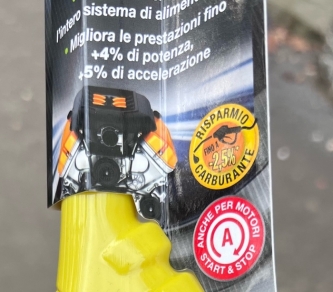 l'intero sistema di
• Migliora le prestazioni fino
+4% di potenza,
+5% di accelerazione
RISPARMIO
FINO A
-2,5%
CARBURANTE
ANCHE PER MOTORI
A
START & STOP